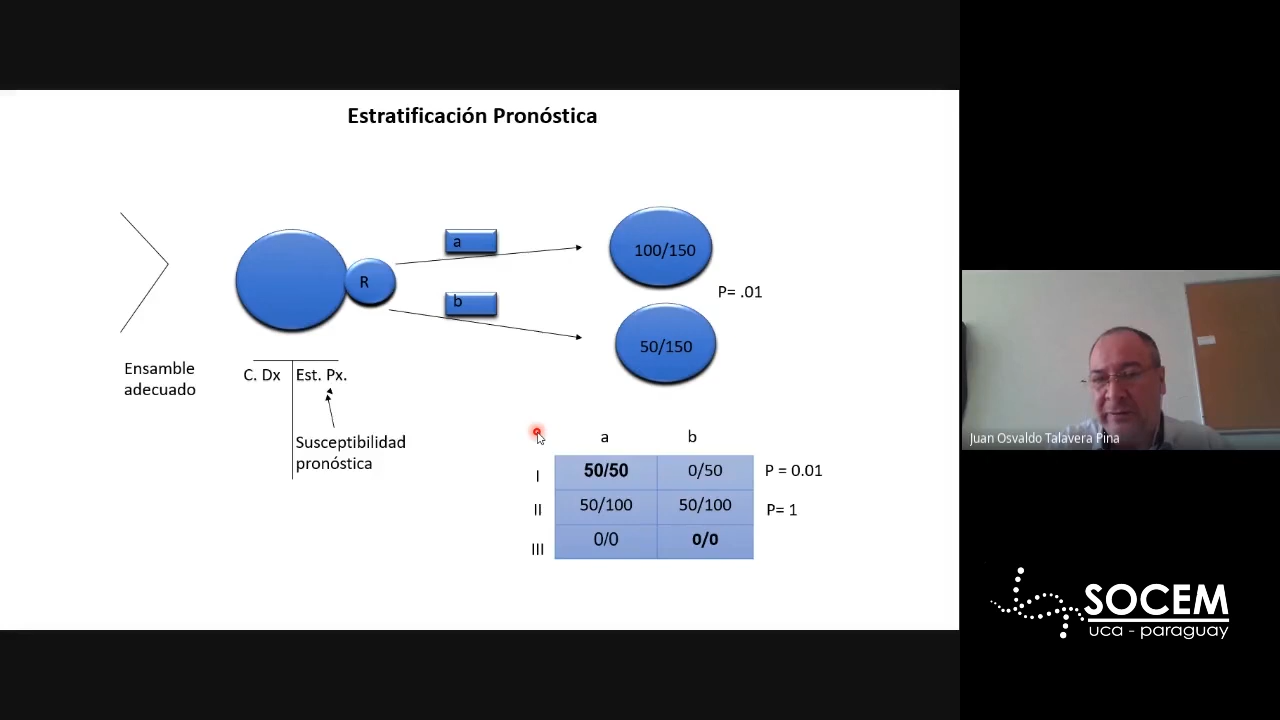 Estratificación Pronóstica
a
100/150
R
P= .01
b
50/150
Ensamble
adecuado
C. Dx
Est. Px.
Susceptibilidad
pronóstica
a b
I 50/50 0/50 P = 0.01
II 50/100 50/100 P= 1
III 0/0 0/0
Juan Osvaldo Talavera Pina
SOCEM
uca - paraguay